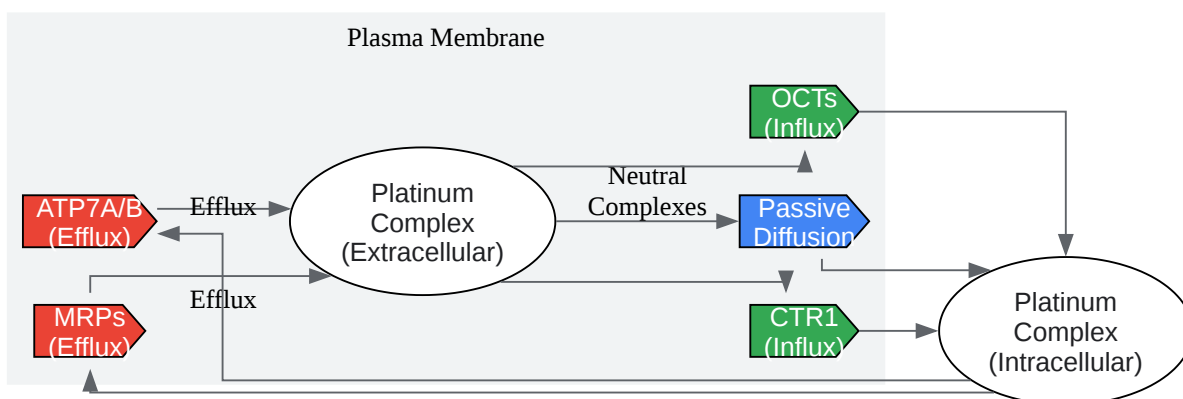 Plasma Membrane
OCTs
(Influx)
ATP7A/B
(Efflux)
Efflux
Platinum
Complex
(Extracellular)
Neutral
Complexes
Passive
Diffusion
Efflux
MRPs
(Efflux)
CTR1
(Influx)
Platinum
Complex
(Intracellular)